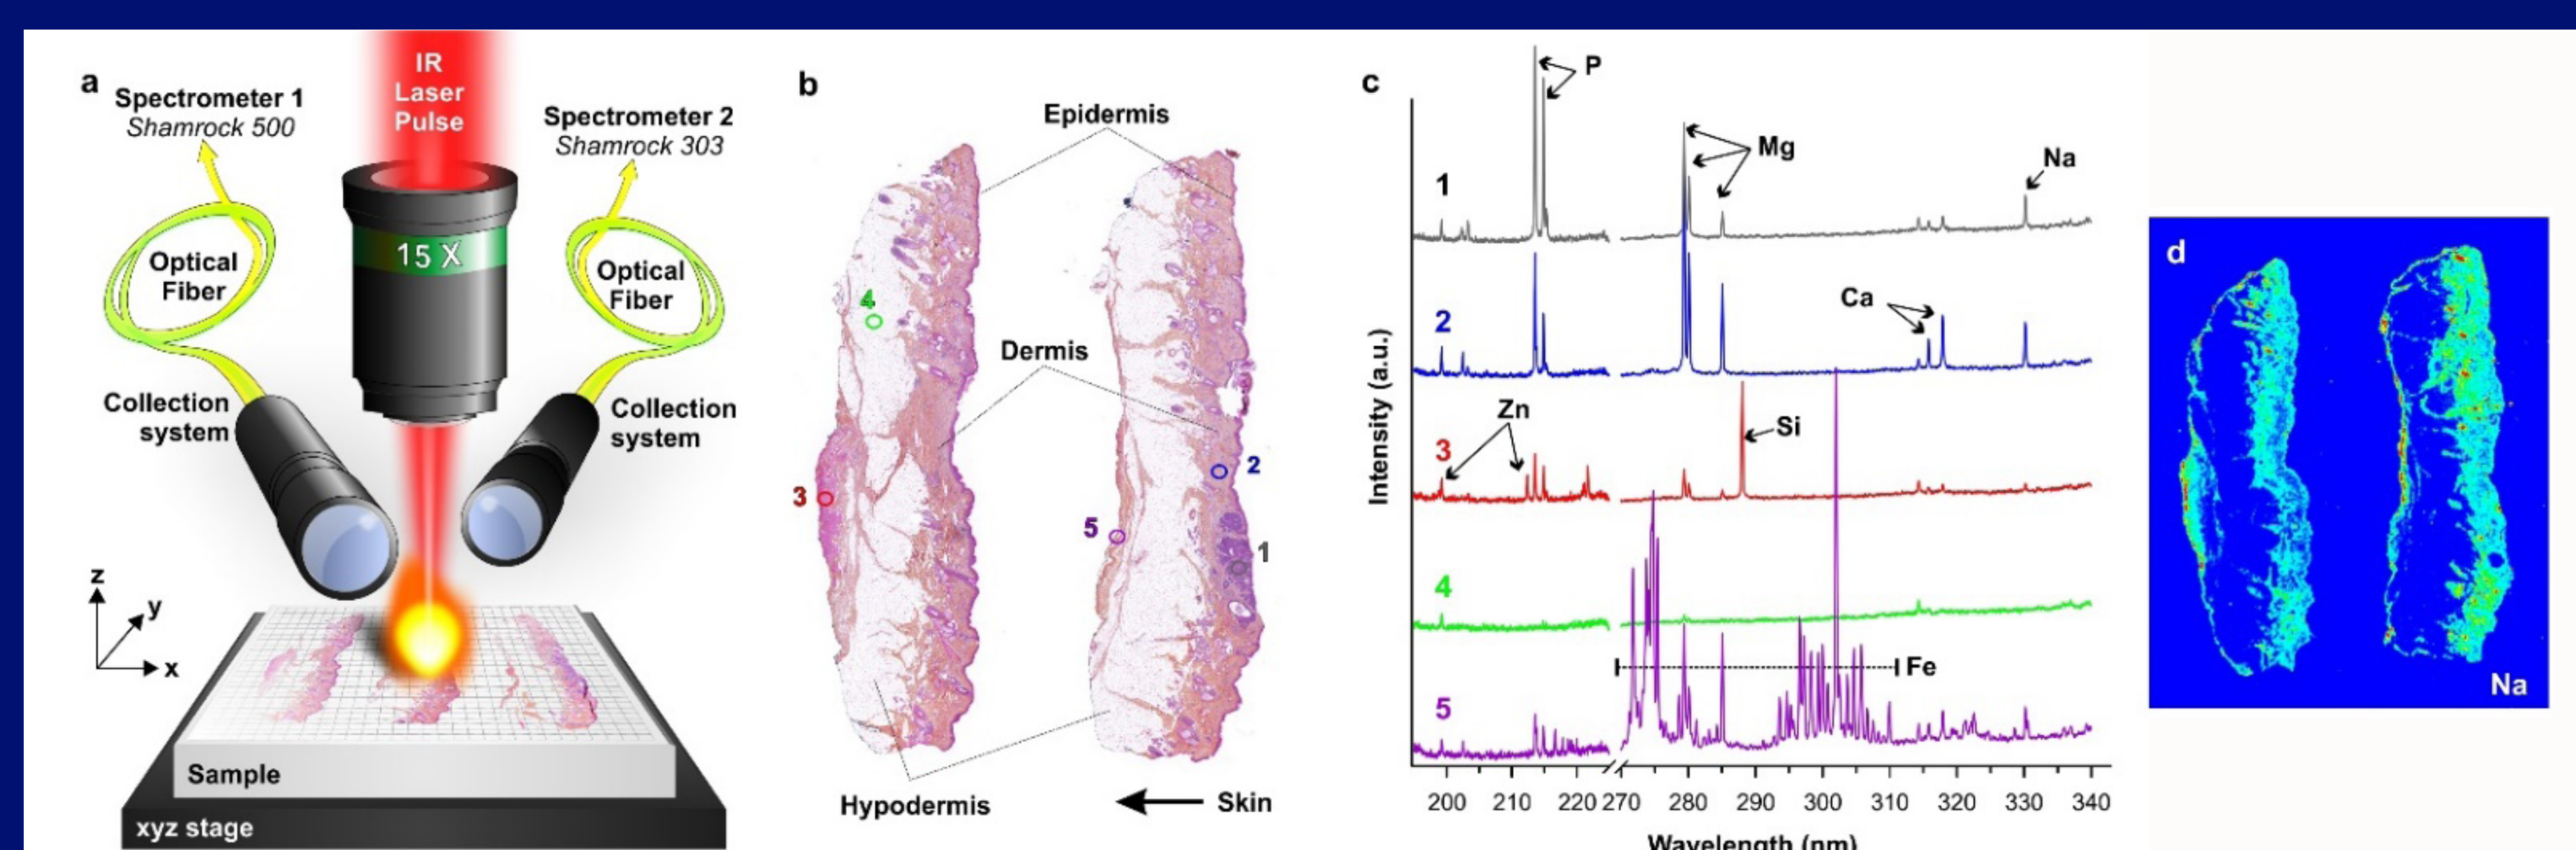 a
Spectrometer 1
Shamrock 500
IR
Laser
Pulse
Spectrometer 2
Shamrock 303
15 X
Optical
Fiber
Optical
Fiber
Collection
system
Collection
system
z
y
x
Sample
xyz stage
b
Epidermis
4
Dermis
3
2
5
1
Hypodermis
Skin
c
P
Mg
Na
1
Ca
2
Zn
Si
3
4
Fe
5
Intensity (a.u.)
200 210 220 270 280 290 300 310 320 330 340
Wavelength (nm)
d
Na